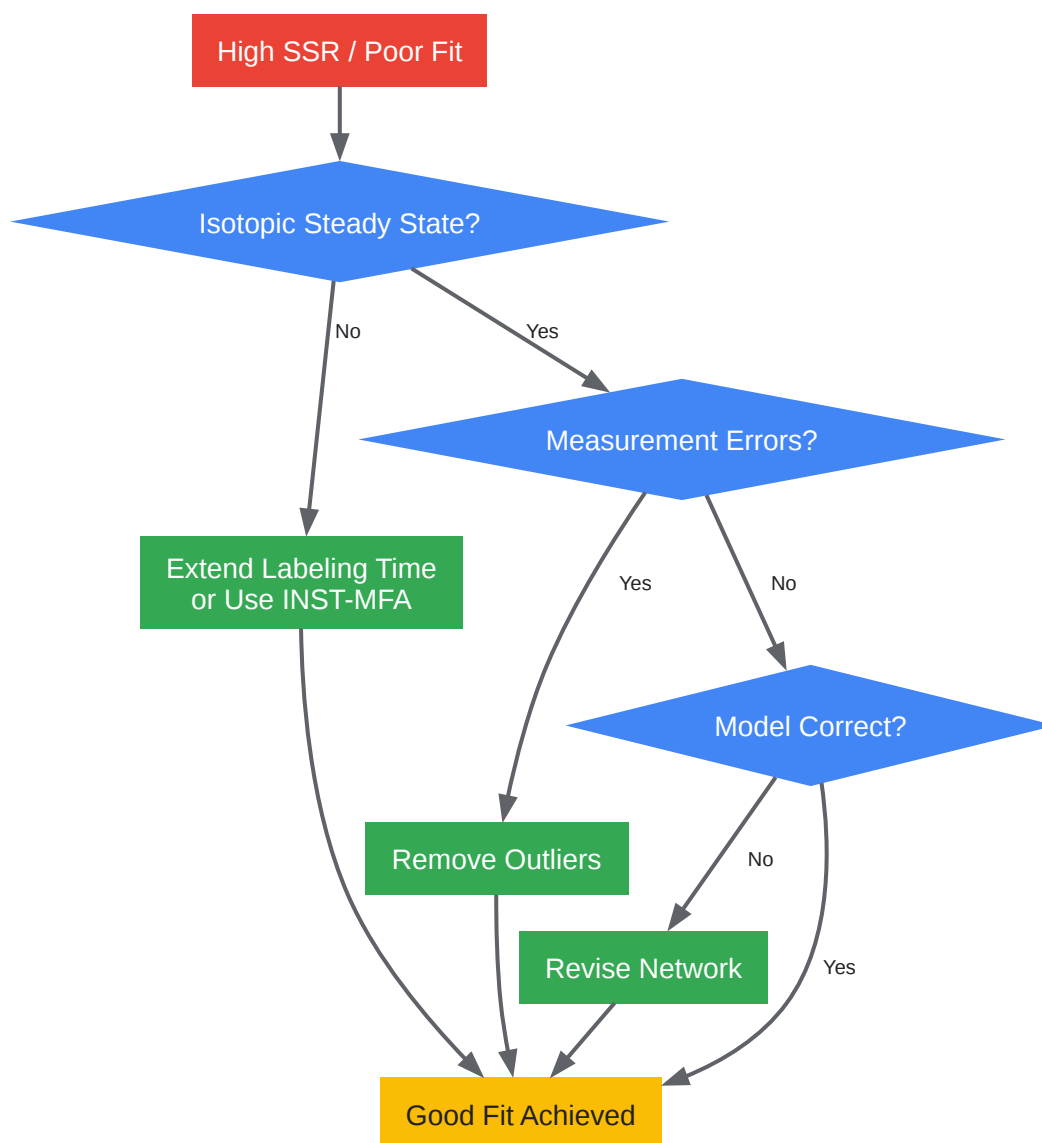 High SSR / Poor Fit
Isotopic Steady State?
No
Yes
Measurement Errors?
Extend Labeling Time
or Use INST-MFA
Yes
No
Model Correct?
Remove Outliers
No
Revise Network
Yes
Good Fit Achieved